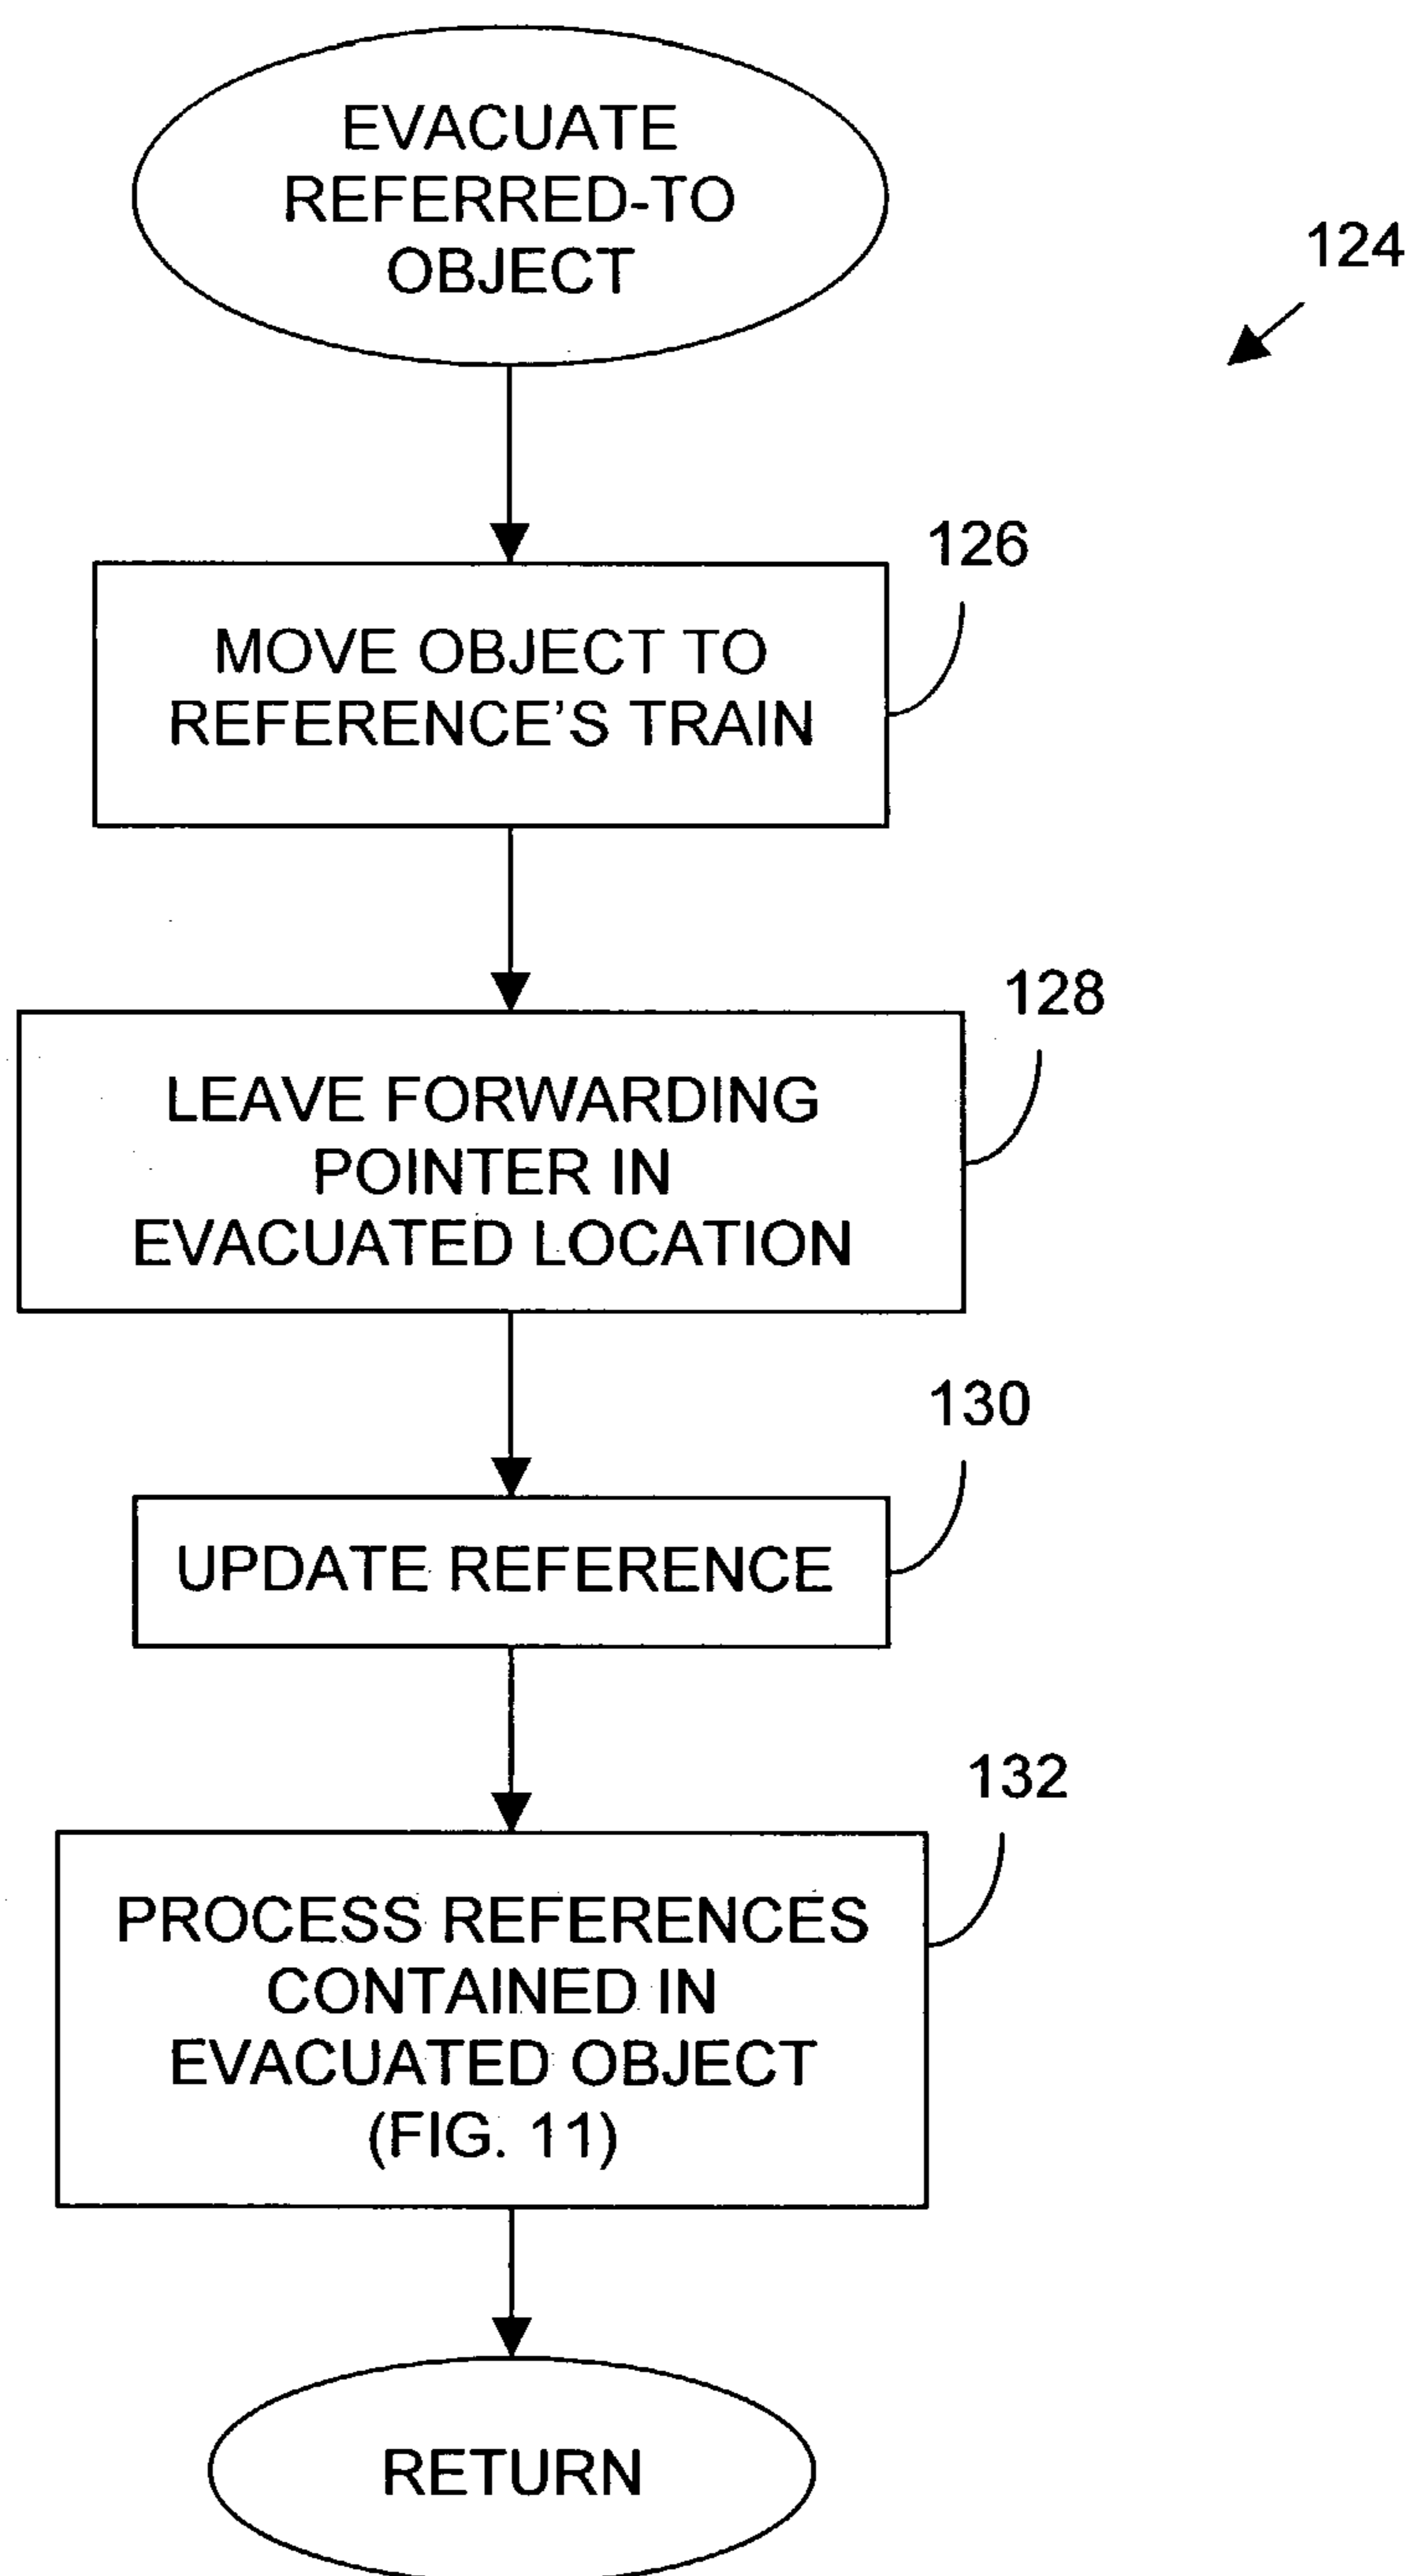 EVACUATE
REFERRED-TO
OBJECT
124
126
MOVE OBJECT TO
REFERENCE'S TRAIN
128
LEAVE FORWARDING
POINTER IN
EVACUATED LOCATION
130
UPDATE REFERENCE
132
PROCESS REFERENCES
CONTAINED IN
EVACUATED OBJECT
(FIG. 11)
RETURN